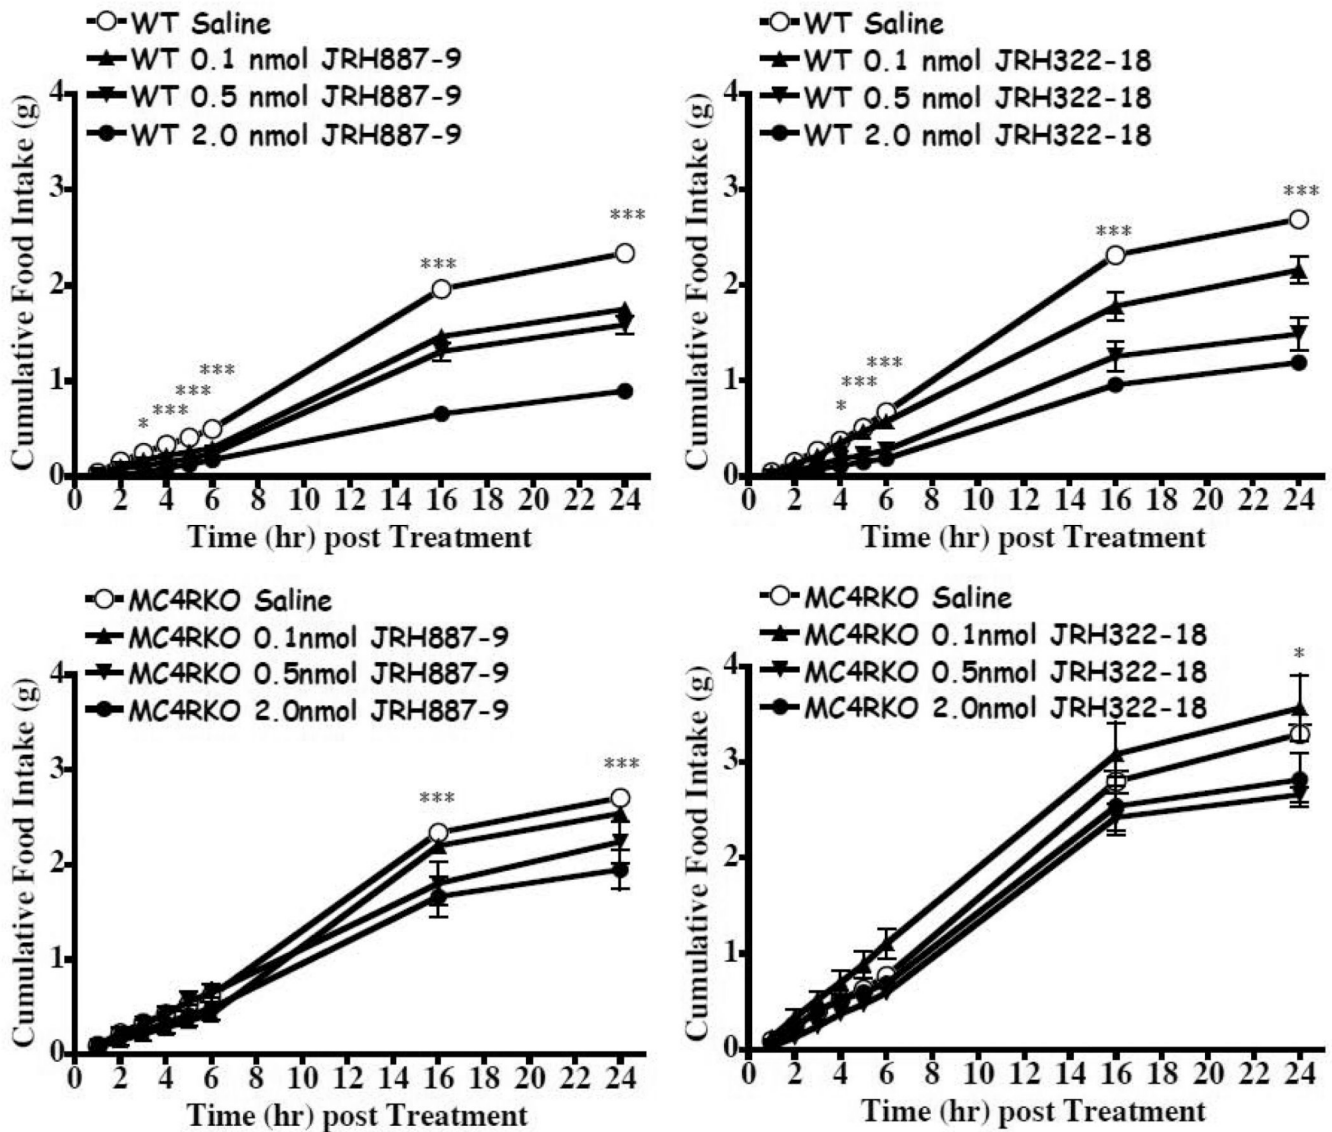 WT Saline
WT 0.1 nmol JRH887-9
WT 0.5 nmol JRH887-9
WT 2.0 nmol JRH887-9
Cumulative Food Intake (g)
4
3
2
1
0
*
***
***
***
***
***
0 2 4 6 8 10 12 14 16 18 20 22 24
Time (hr) post Treatment
WT Saline
WT 0.1 nmol JRH322-18
WT 0.5 nmol JRH322-18
WT 2.0 nmol JRH322-18
Cumulative Food Intake (g)
4
3
2
1
0
*
***
***
***
***
0 2 4 6 8 10 12 14 16 18 20 22 24
Time (hr) post Treatment
MC4RKO Saline
MC4RKO 0.1nmol JRH887-9
MC4RKO 0.5nmol JRH887-9
MC4RKO 2.0nmol JRH887-9
Cumulative Food Intake (g)
4
3
2
1
0
***
***
0 2 4 6 8 10 12 14 16 18 20 22 24
Time (hr) post Treatment
MC4RKO Saline
MC4RKO 0.1nmol JRH322-18
MC4RKO 0.5nmol JRH322-18
MC4RKO 2.0nmol JRH322-18
Cumulative Food Intake (g)
4
3
2
1
0
*
0 2 4 6 8 10 12 14 16 18 20 22 24
Time (hr) post Treatment